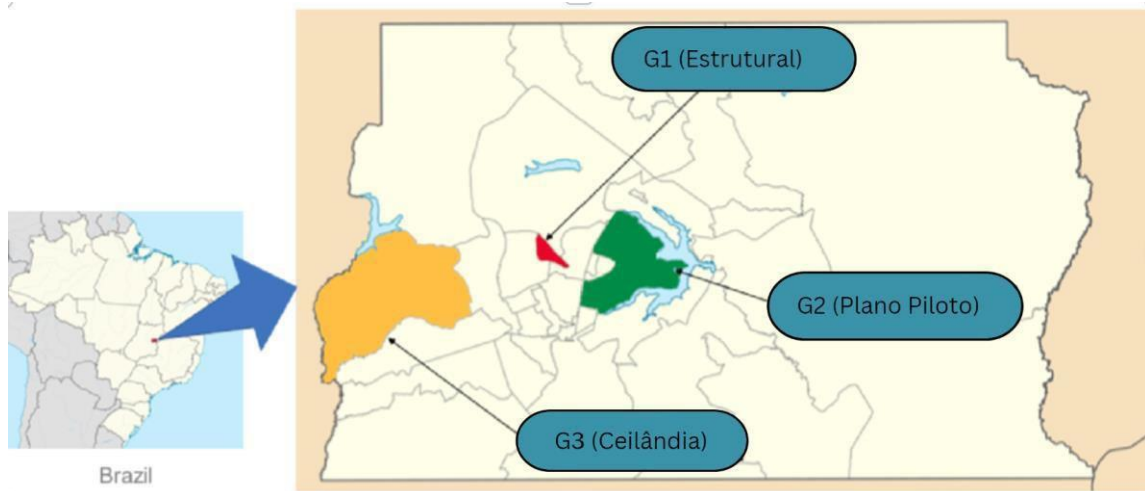 G1 (Estrutural)
G2 (Plano Piloto)
G3 (Ceilândia)
Brazil